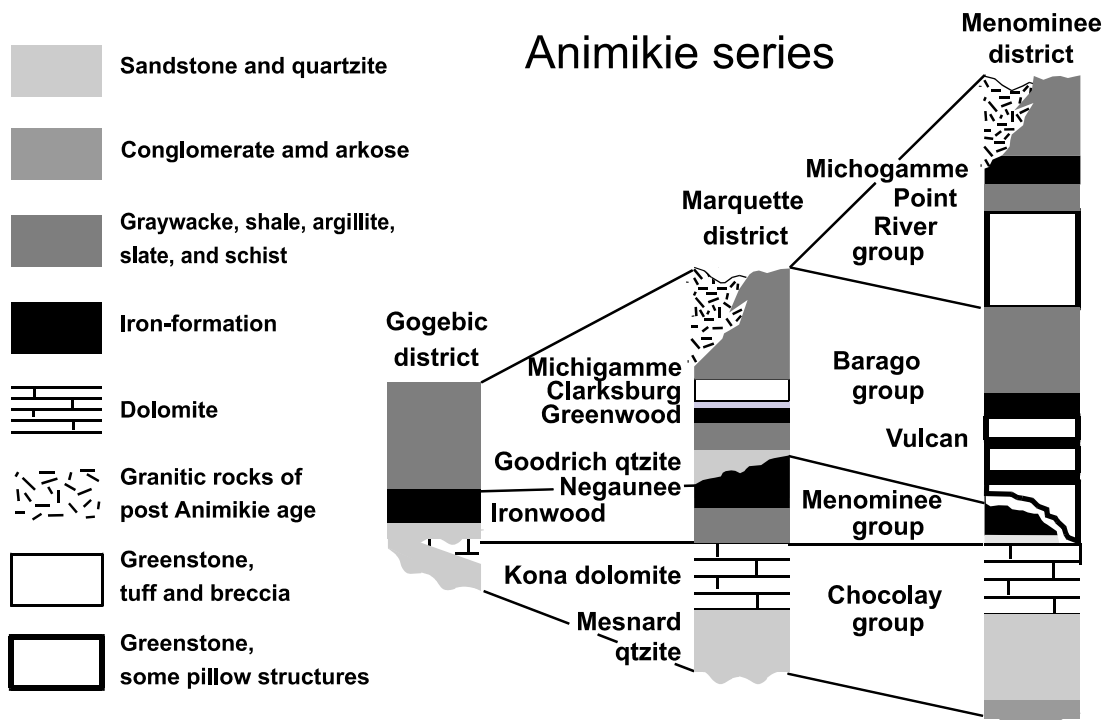 Animikie series
Sandstone and quartzite
Conglomerate amd arkose
Graywacke, shale, argillite,
slate, and schist
Iron-formation
Dolomite
Granitic rocks of
post Animikie age
Greenstone,
tuff and breccia
Greenstone,
some pillow structures
Gogebic
district
Marquette
district
Menominee
district
Michigamme
Clarksburg
Greenwood
Goodrich qtzite
Negaunee
Ironwood
Kona dolomite
Mesnard
qtzite
Michogamme
Point
River
group
Barago
group
Vulcan
Menominee
group
Chocolay
group